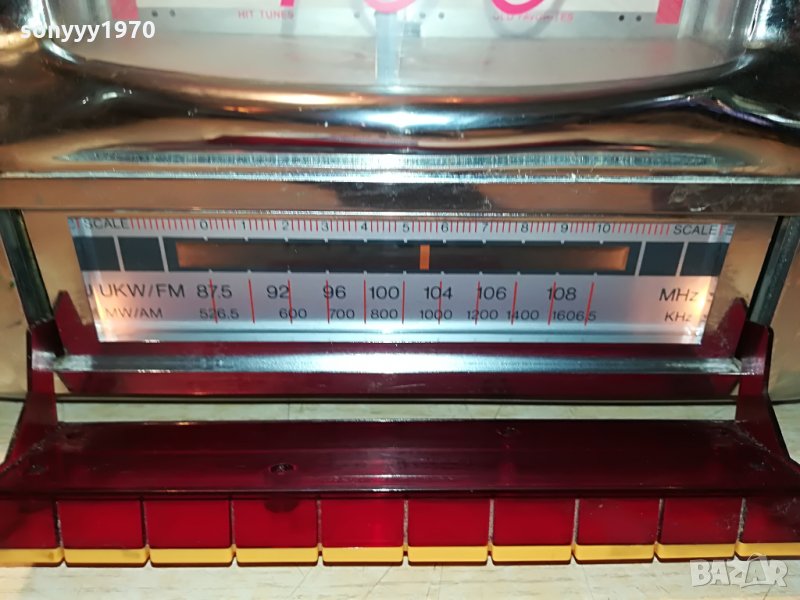 sonyyy1970
HIT TUNES OLD FAVORITES
SCALE 0 1 2 3 4 5 6 7 8 9 10 SCALE
UKW/FM 87.5 92 96 100 104 106 108 MHz
MW/AM 526.5 600 700 800 1000 1200 1400 1606.5 KHz
BAZAR